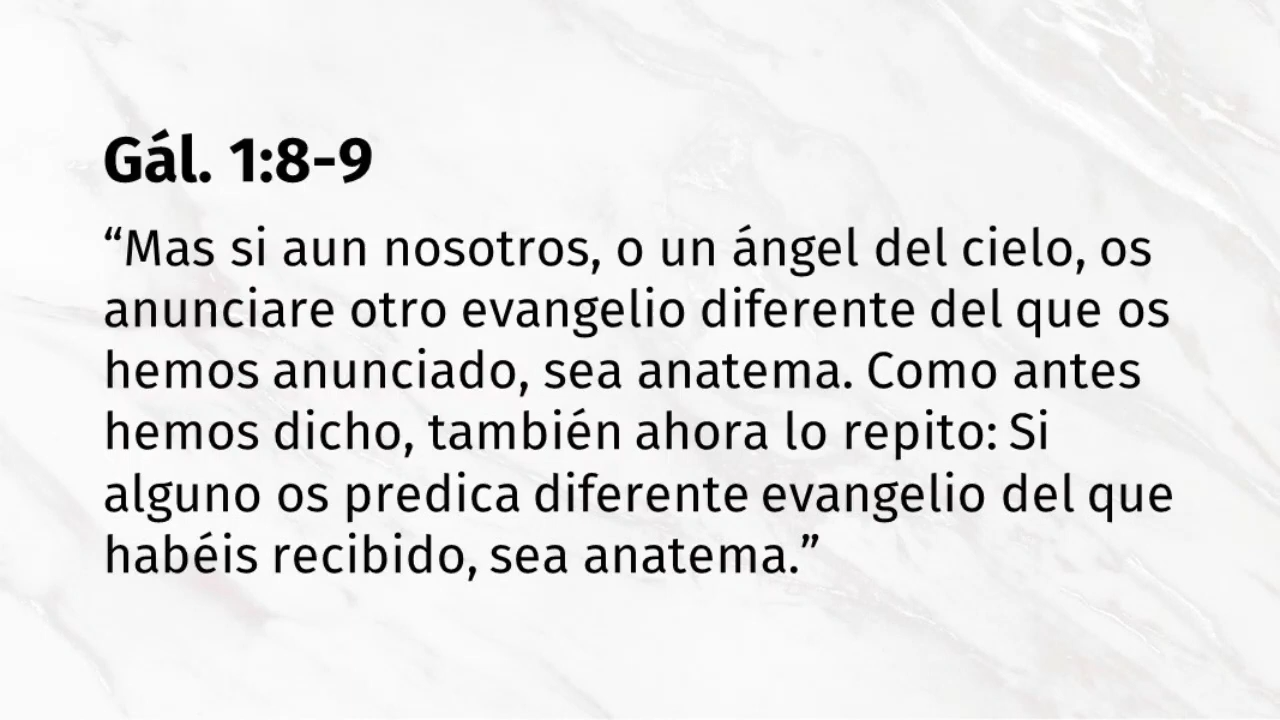 Gál. 1:8-9
“Mas si aun nosotros, o un ángel del cielo, os
anunciare otro evangelio diferente del que os
hemos anunciado, sea anatema. Como antes
hemos dicho, también ahora lo repito: Si
alguno os predica diferente evangelio del que
habéis recibido, sea anatema.”